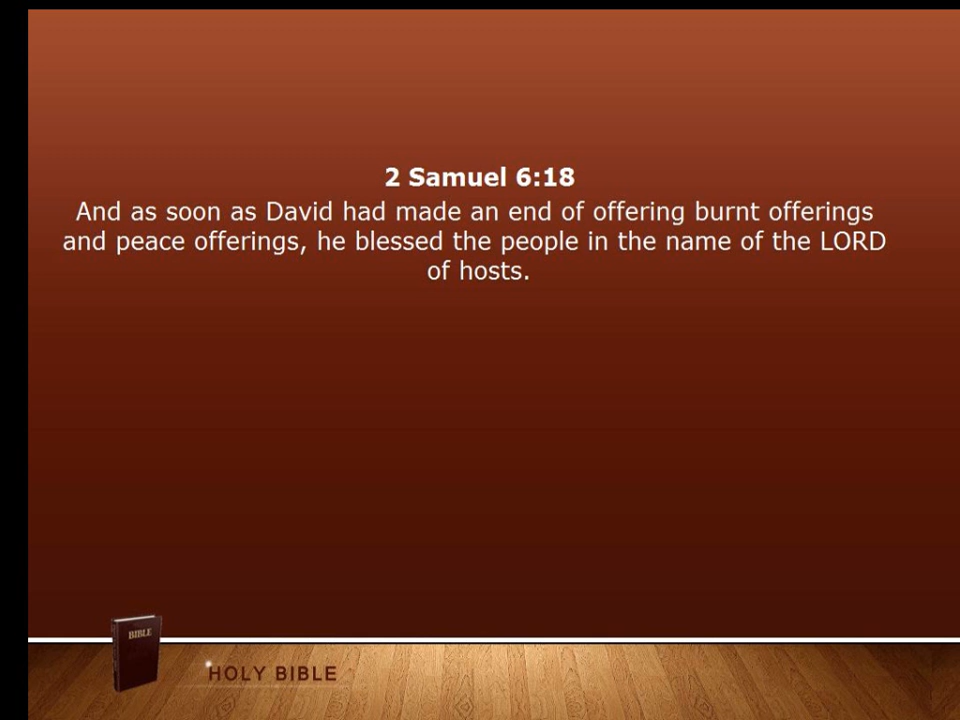 2 Samuel 6:18
And as soon as David had made an end of offering burnt offerings
and peace offerings, he blessed the people in the name of the LORD
of hosts.
BIBLE
HOLY BIBLE